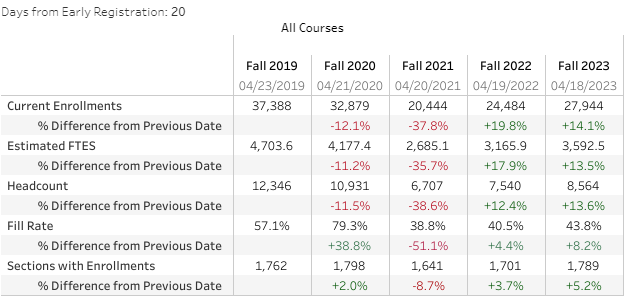 Days from Early Registration: 20
All Courses
Fall 2019 Fall 2020 Fall 2021 Fall 2022 Fall 2023
04/23/2019 04/21/2020 04/20/2021 04/19/2022 04/18/2023
Current Enrollments 37,388 32,879 20,444 24,484 27,944
% Difference from Previous Date -12.1% -37.8% +19.8% +14.1%
Estimated FTES 4,703.6 4,177.4 2,685.1 3,165.9 3,592.5
% Difference from Previous Date -11.2% -35.7% +17.9% +13.5%
Headcount 12,346 10,931 6,707 7,540 8,564
% Difference from Previous Date -11.5% -38.6% +12.4% +13.6%
Fill Rate 57.1% 79.3% 38.8% 40.5% 43.8%
% Difference from Previous Date +38.8% -51.1% +4.4% +8.2%
Sections with Enrollments 1,762 1,798 1,641 1,701 1,789
% Difference from Previous Date +2.0% -8.7% +3.7% +5.2%